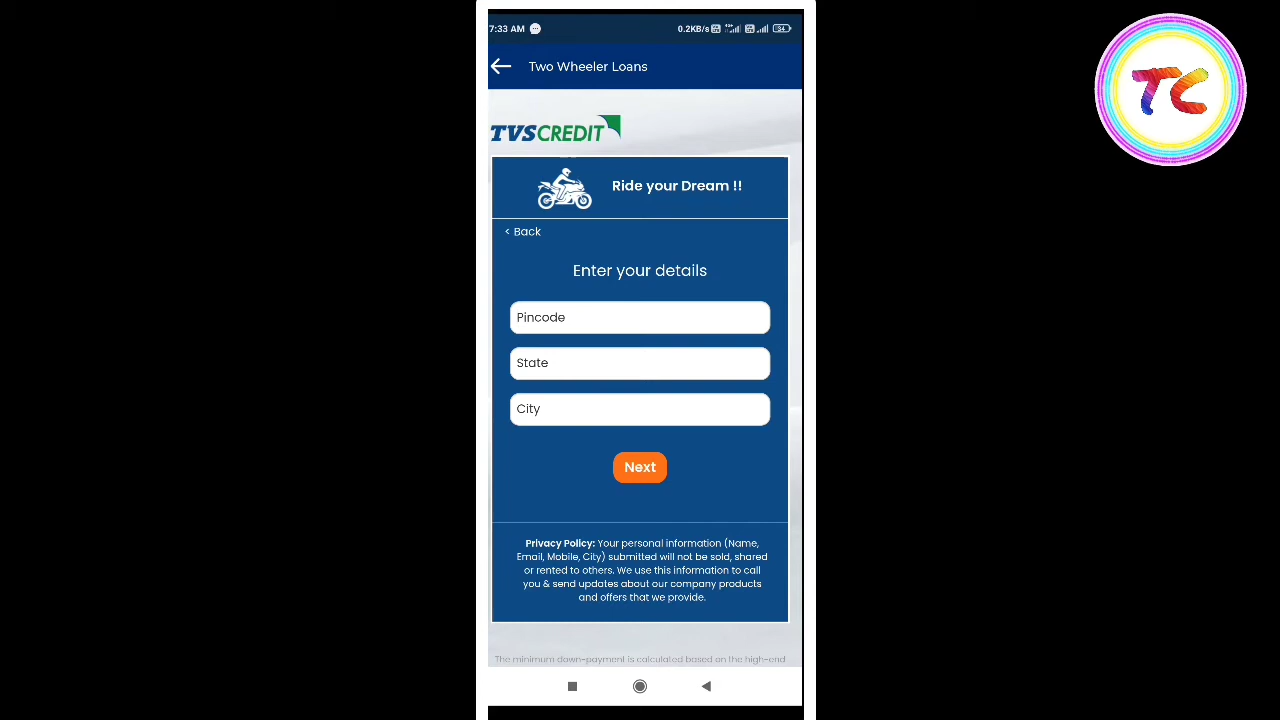 7:33 AM
0.2KB/s
34
Two Wheeler Loans
TC
TVSCREDIT
Ride your Dream !!
< Back
Enter your details
Pincode
State
City
Next
Privacy Policy: Your personal information (Name,
Email, Mobile, City) submitted will not be sold, shared
or rented to others. We use this information to call
you & send updates about our company products
and offers that we provide.
The minimum down-payment is calculated based on the high-end